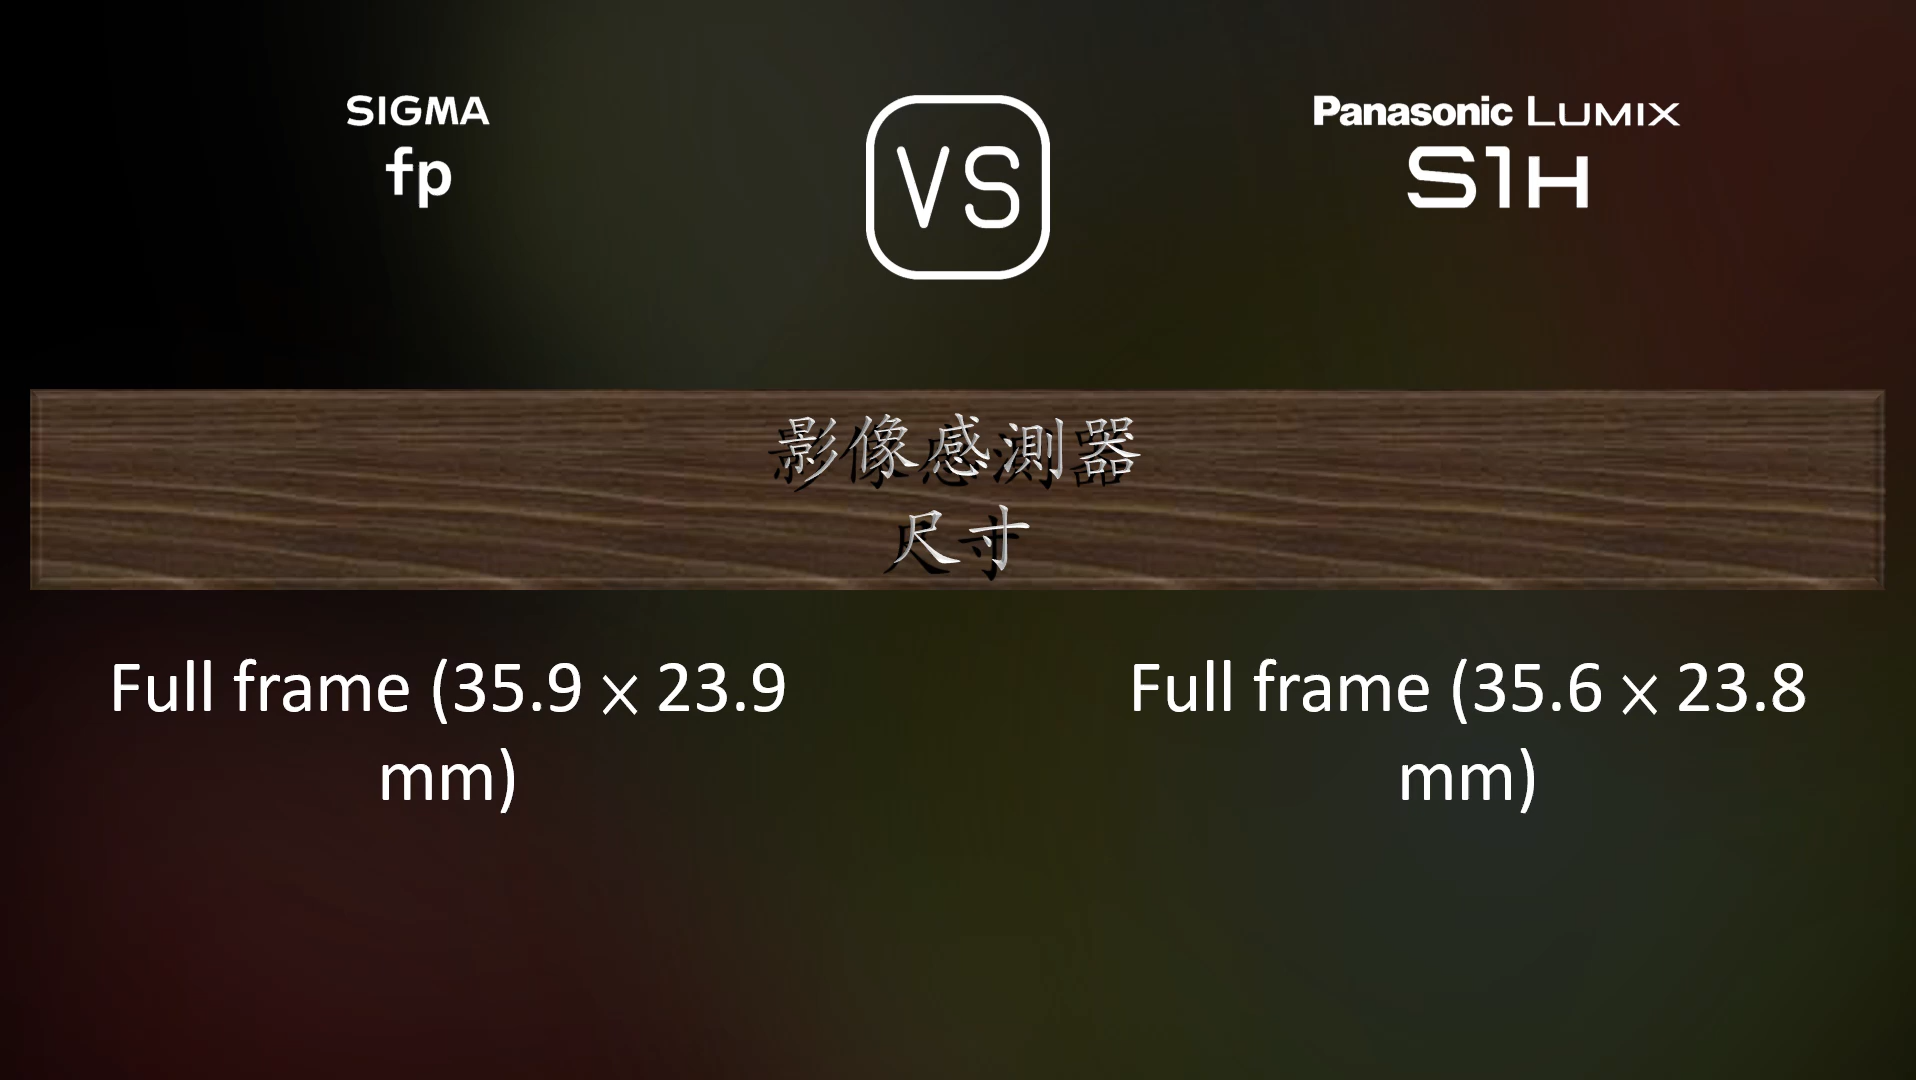 SIGMA
fp
VS
Panasonic LUMIX
S1H
影像感測器
尺寸
Full frame (35.9 x 23.9
mm)
Full frame (35.6 x 23.8
mm)